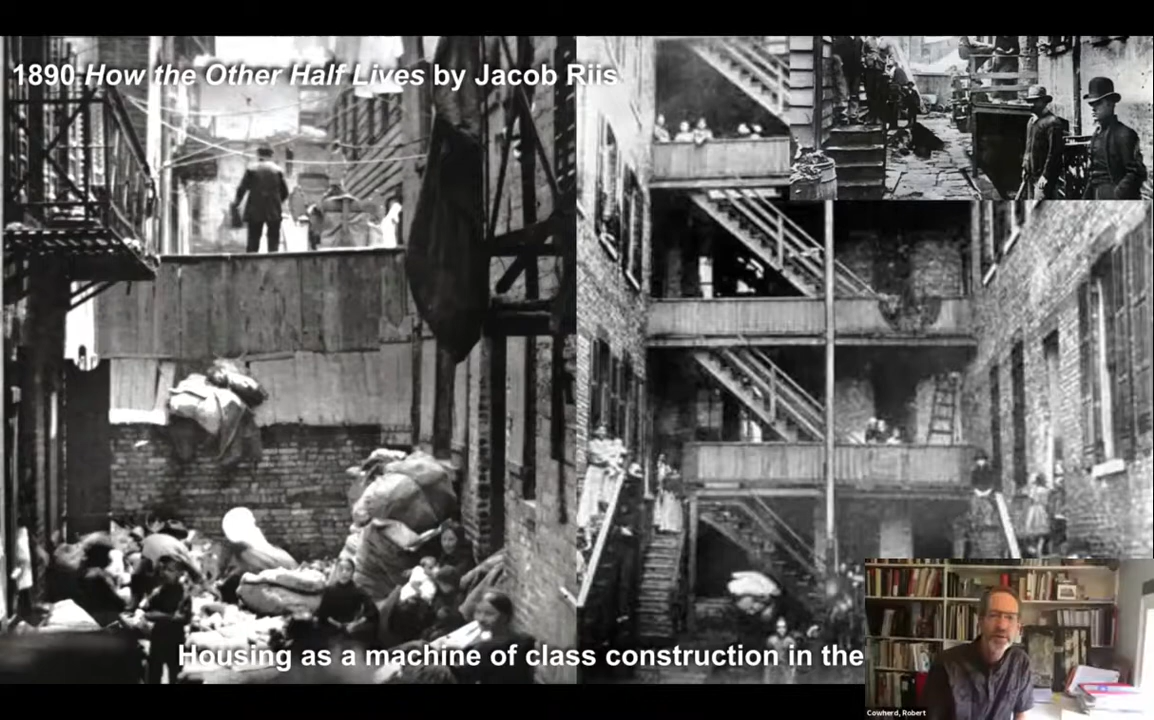 1890 How the Other Half Lives by Jacob Riis
Housing as a machine of class construction in the
Cowherd, Robert